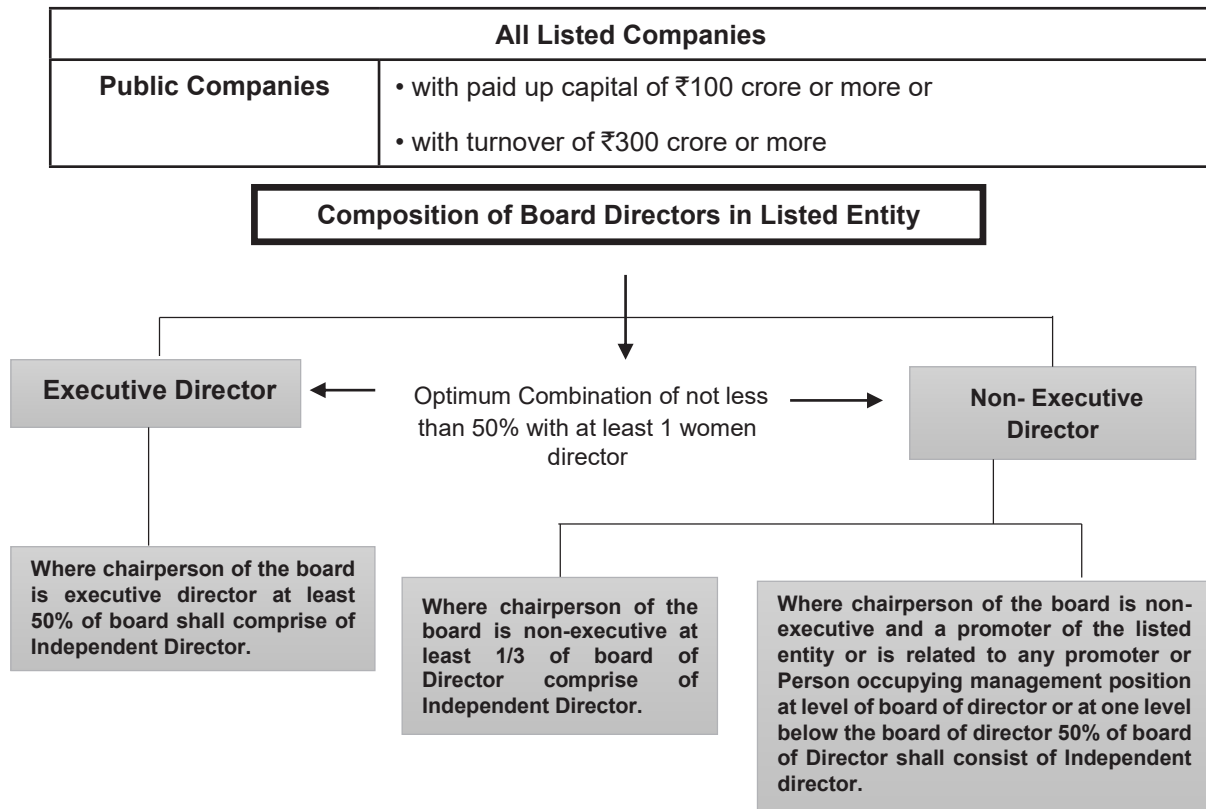 All Listed Companies
Public Companies
• with paid up capital of ₹100 crore or more or
• with turnover of ₹300 crore or more
Composition of Board Directors in Listed Entity
Executive Director
Optimum Combination of not less
than 50% with at least 1 women
director
Non- Executive
Director
Where chairperson of the board
is executive director at least
50% of board shall comprise of
Independent Director.
Where chairperson of the
board is non-executive at
least 1/3 of board of
Director comprise of
Independent Director.
Where chairperson of the board is non-
executive and a promoter of the listed
entity or is related to any promoter or
Person occupying management position
at level of board of director or at one level
below the board of director 50% of board
of Director shall consist of Independent
director.